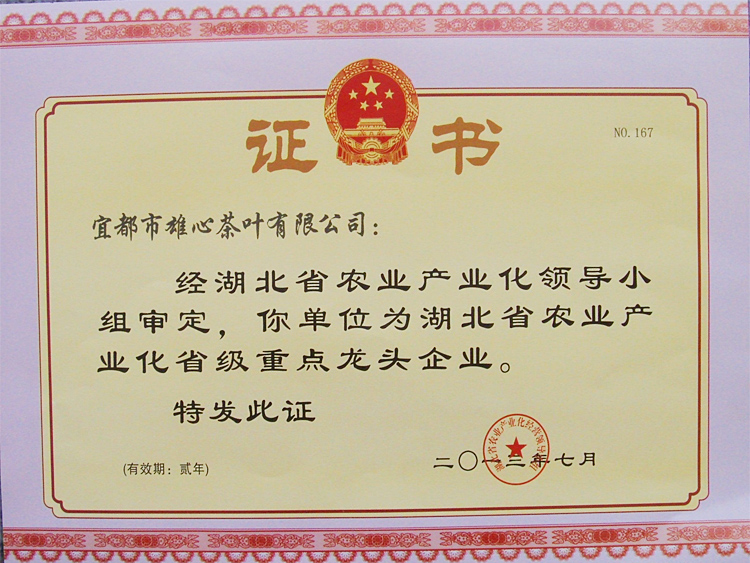 证书
NO. 167
宜都市雄心茶叶有限公司：
经湖北省农业产业化领导小
组审定，你单位为湖北省农业产
业化省级重点龙头企业。
特发此证
(有效期：贰年)
二〇一三年七月